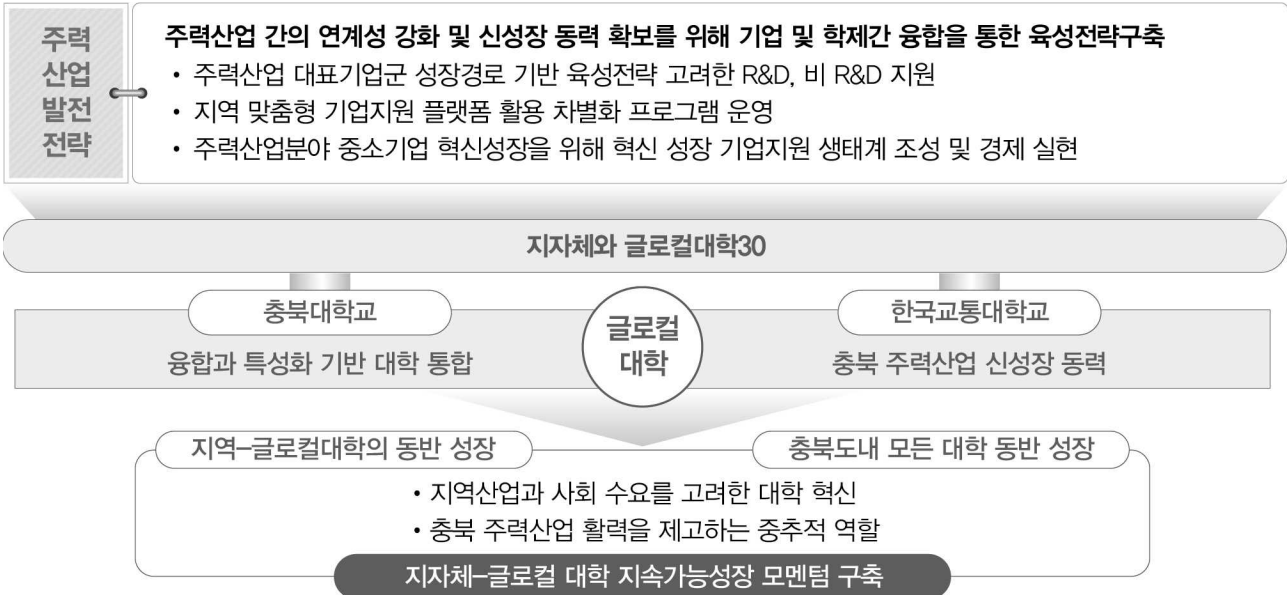 주력
산업
발전
전략
주력산업 간의 연계성 강화 및 신성장 동력 확보를 위해 기업 및 학제간 융합을 통한 육성전략구축
• 주력산업 대표기업군 성장경로 기반 육성전략 고려한 R&D, 비 R&D 지원
• 지역 맞춤형 기업지원 플랫폼 활용 차별화 프로그램 운영
• 주력산업분야 중소기업 혁신성장을 위해 혁신 성장 기업지원 생태계 조성 및 경제 실현
지자체와 글로컬대학30
충북대학교
융합과 특성화 기반 대학 통합
글로컬
대학
한국교통대학교
충북 주력산업 신성장 동력
지역–글로컬대학의 동반 성장
충북도내 모든 대학 동반 성장
• 지역산업과 사회 수요를 고려한 대학 혁신
• 충북 주력산업 활력을 제고하는 중추적 역할
지자체–글로컬 대학 지속가능성장 모멘텀 구축